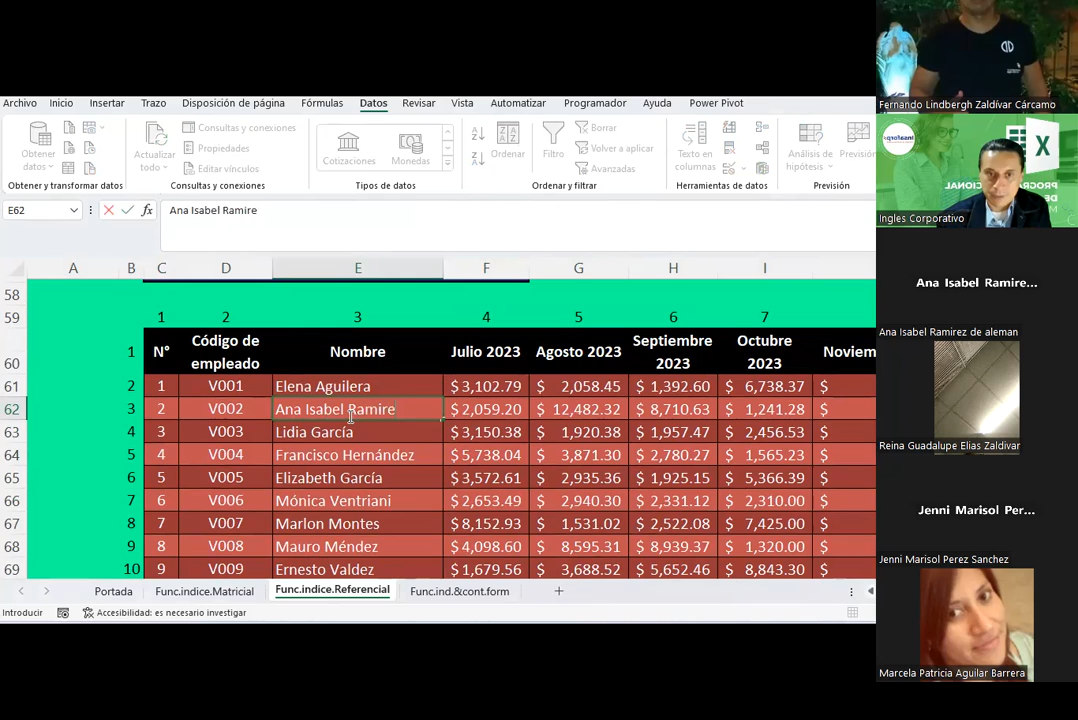 Archivo Inicio Insertar Trazo Disposición de página Fórmulas Datos Revisar Vista Automatizar Programador Ayuda Power Pivot
Obtener datos
Actualizar todo
Consultas y conexiones
Propiedades
Editar vínculos
Cotizaciones Monedas
Ordenar
Filtro
Borrar
Volver a aplicar
Avanzadas
Texto en columnas
Análisis de hipótesis
Previsión
Obtener y transformar datos Consultas y conexiones Tipos de datos Ordenar y filtrar Herramientas de datos Previsión
E62 fx Ana Isabel Ramire
A B C D E F G H I
58
59 1 2 3 4 5 6 7
60 1 N° Código de empleado Nombre Julio 2023 Agosto 2023 Septiembre 2023 Octubre 2023 Noviem
61 2 1 V001 Elena Aguilera $ 3,102.79 $ 2,058.45 $ 1,392.60 $ 6,738.37 $
62 3 2 V002 Ana Isabel Ramire $ 2,059.20 $ 12,482.32 $ 8,710.63 $ 1,241.28 $
63 4 3 V003 Lidia García $ 3,150.38 $ 1,920.38 $ 1,957.47 $ 2,456.53 $
64 5 4 V004 Francisco Hernández $ 5,738.04 $ 3,871.30 $ 2,780.27 $ 1,565.23 $
65 6 5 V005 Elizabeth García $ 3,572.61 $ 2,935.36 $ 1,925.15 $ 5,366.39 $
66 7 6 V006 Mónica Ventriani $ 2,653.49 $ 2,940.30 $ 2,331.12 $ 2,310.00 $
67 8 7 V007 Marlon Montes $ 8,152.93 $ 1,531.02 $ 2,522.08 $ 7,425.00 $
68 9 8 V008 Mauro Méndez $ 4,098.60 $ 8,595.31 $ 8,939.37 $ 1,320.00 $
69 10 9 V009 Ernesto Valdez $ 1,679.56 $ 3,688.52 $ 5,652.46 $ 8,843.30 $
Portada Func.indice.Matricial Func.indice.Referencial Func.ind.&cont.form +
Introducir Accesibilidad: es necesario investigar
Fernando Lindbergh Zaldívar Cárcamo
Insaforp
X
Ingles Corporativo
Ana Isabel Ramire...
Ana Isabel Ramirez de aleman
Reina Guadalupe Elias Zaldivar
Jenni Marisol Per...
Jenni Marisol Perez Sanchez
Marcela Patricia Aguilar Barrera